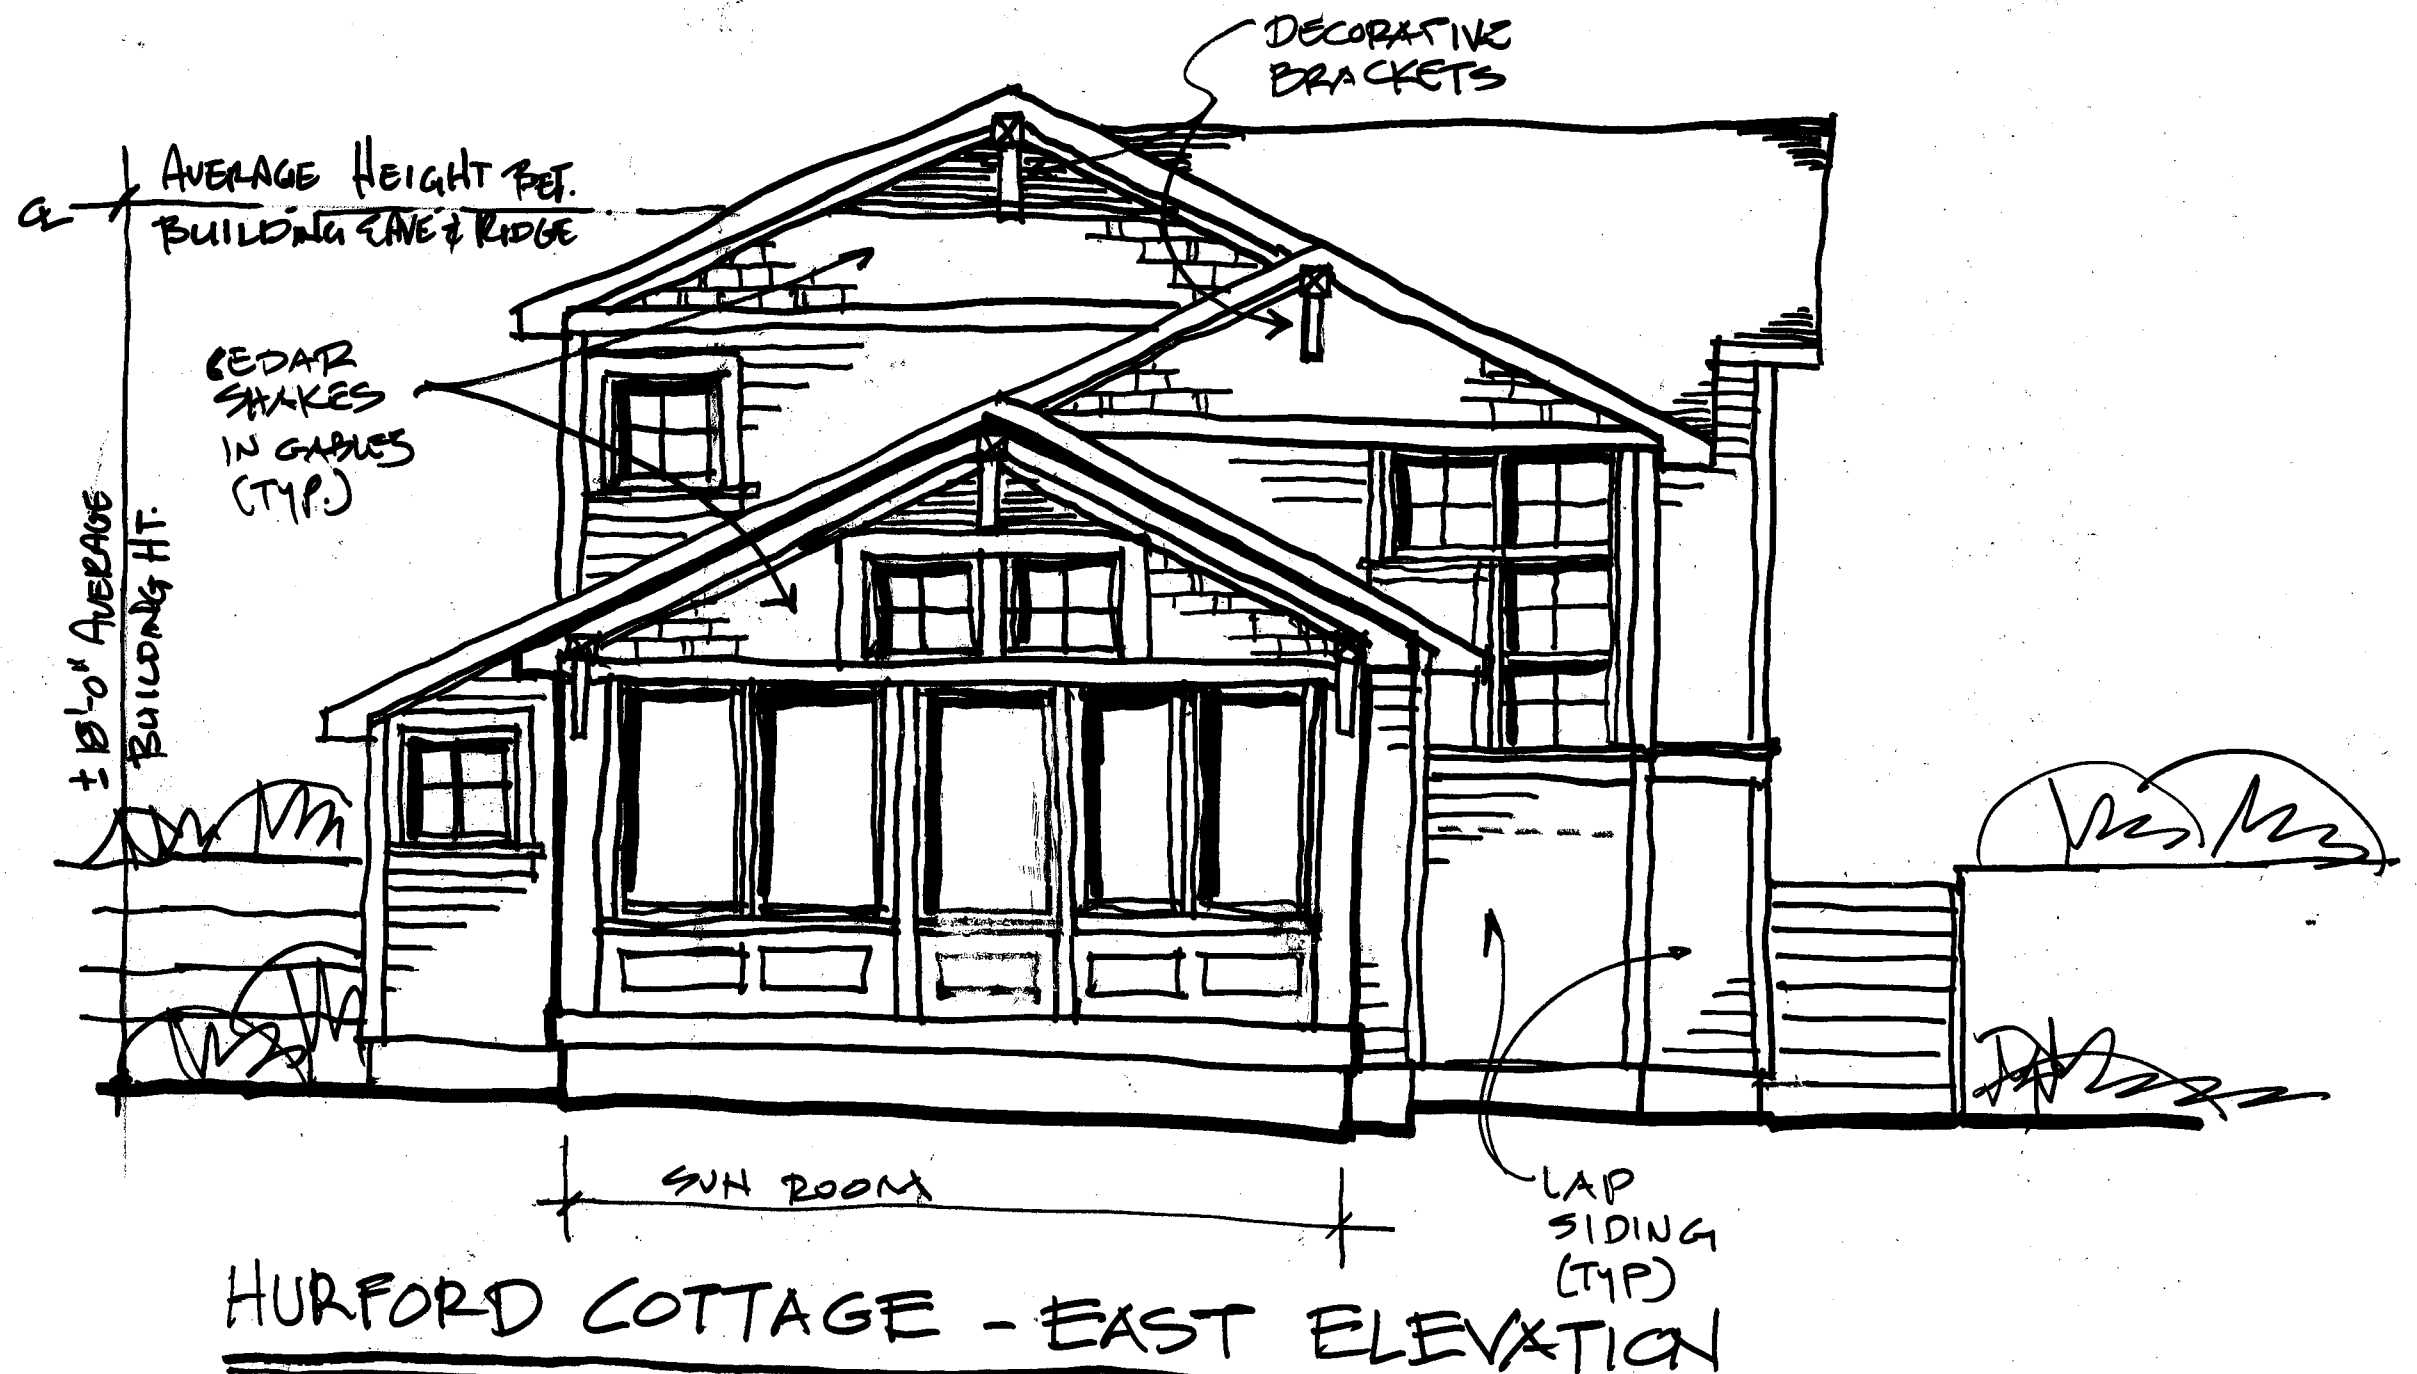 DECORATIVE
BRACKETS
AVERAGE HEIGHT BET.
BUILDING EAVE & RIDGE
CEDAR
SHAKES
IN GABLES
(TYP.)
± 18'-0" AVERAGE
BUILDING HT.
SUN ROOM
LAP
SIDING
(TYP)
HURFORD COTTAGE - EAST ELEVATION